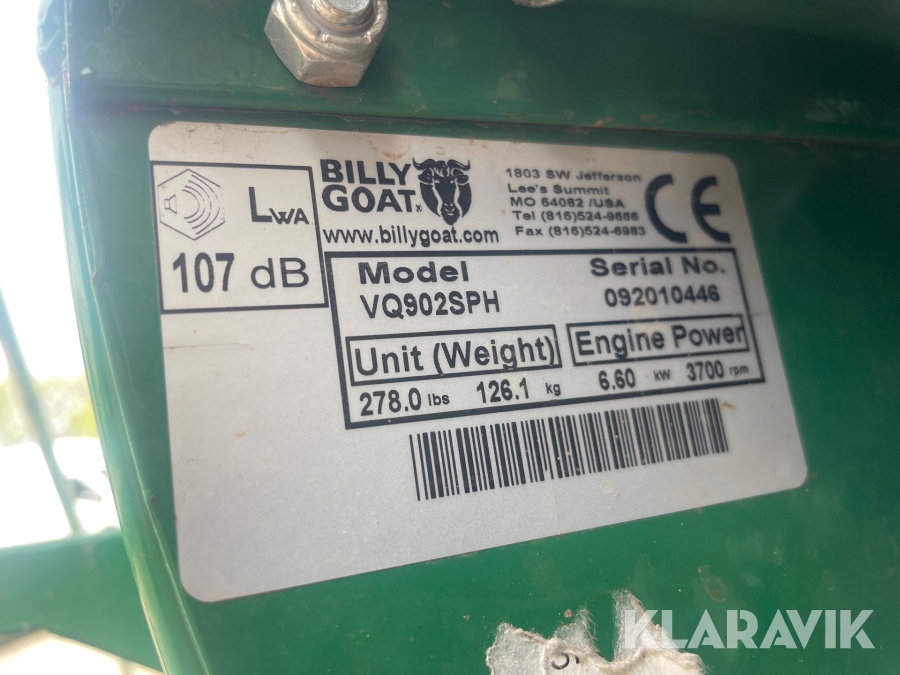 LWA
107 dB
BILLY
GOAT®
www.billygoat.com
1803 SW Jefferson
Lee's Summit
MO 64082 /USA
Tel (816)524-9666
Fax (816)524-6983
CE
Model
Serial No.
VQ902SPH
092010446
Unit (Weight)
Engine Power
278.0 lbs 126.1 kg
6.60 kW 3700 rpm
KLARAVIK